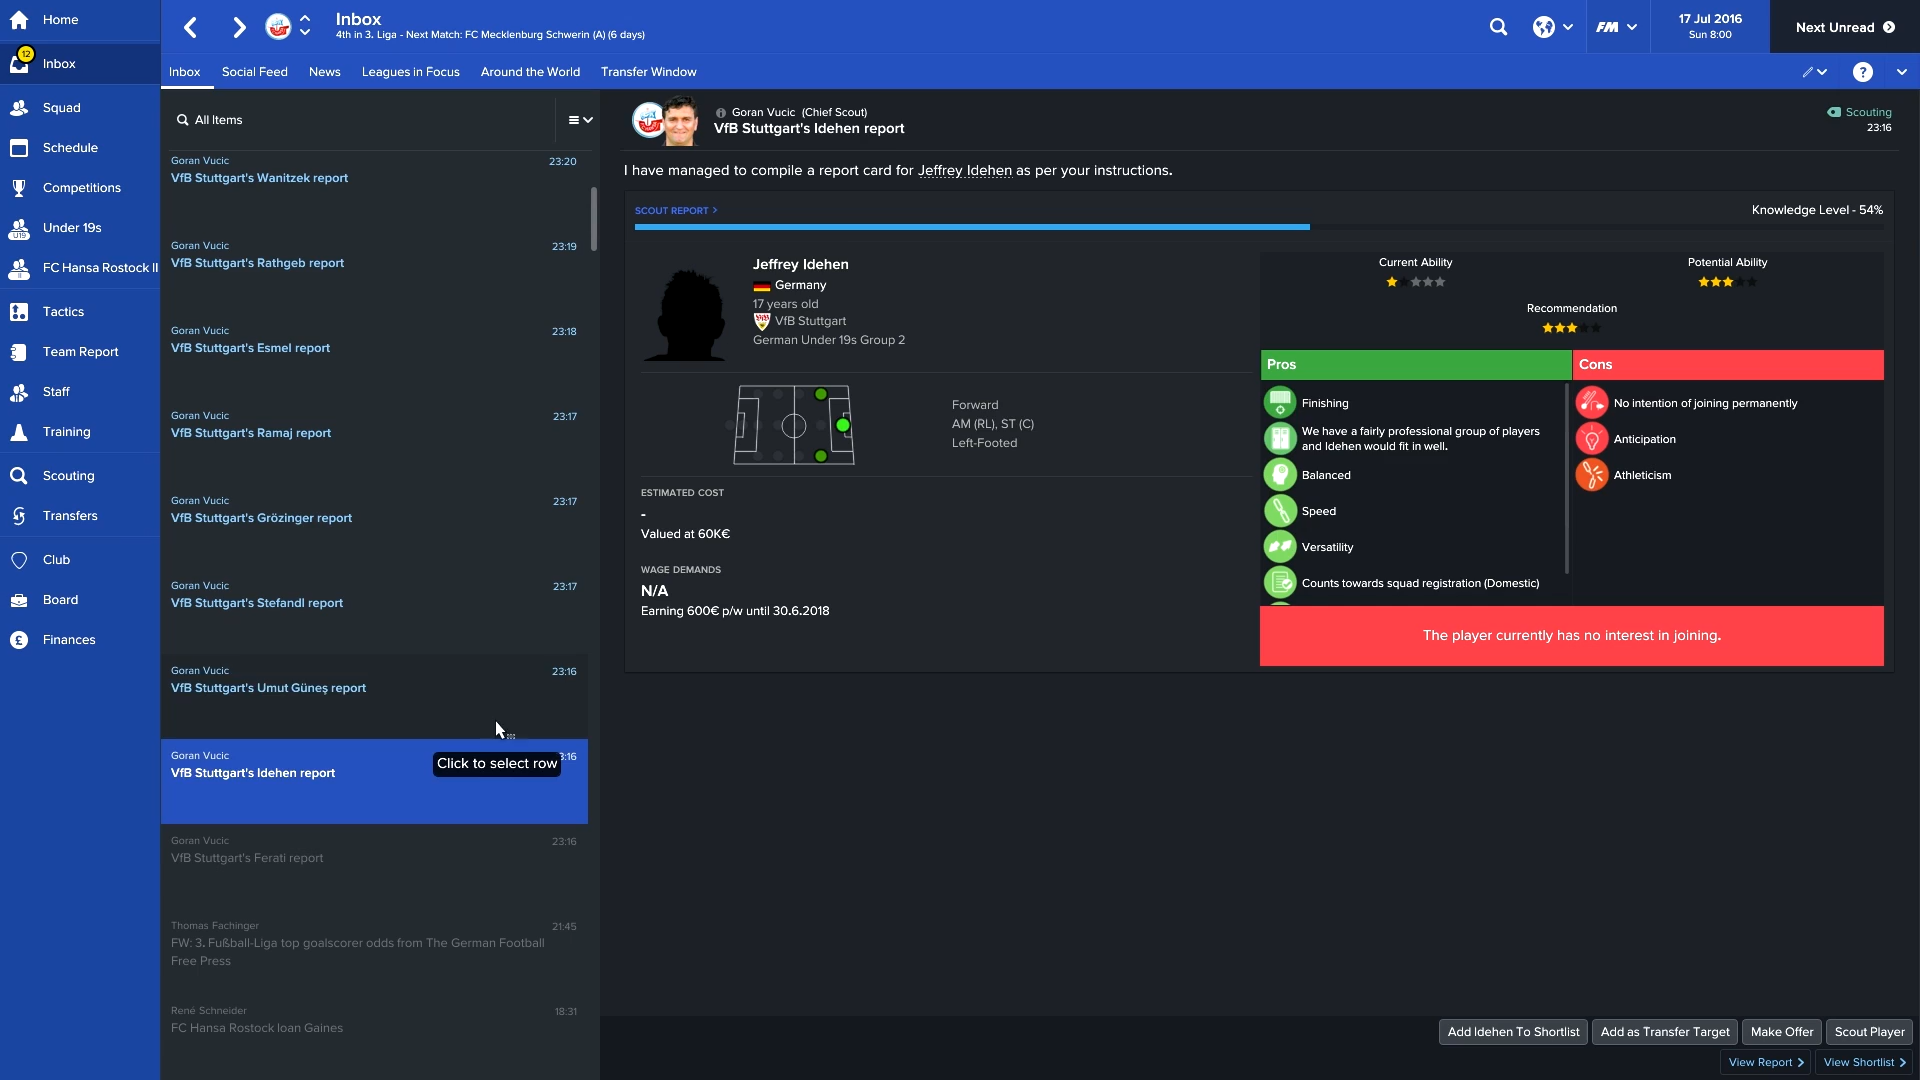 Home
12
Inbox
Squad
Schedule
Competitions
Under 19s
FC Hansa Rostock II
Tactics
Team Report
Staff
Training
Scouting
Transfers
Club
Board
Finances
Inbox
4th in 3. Liga - Next Match: FC Mecklenburg Schwerin (A) (6 days)
FM
17 Jul 2016
Sun 8:00
Next Unread
Inbox
Social Feed
News
Leagues in Focus
Around the World
Transfer Window
?
All Items
Goran Vucic 23:20
VfB Stuttgart's Wanitzek report
Goran Vucic 23:19
VfB Stuttgart's Rathgeb report
Goran Vucic 23:18
VfB Stuttgart's Esmel report
Goran Vucic 23:17
VfB Stuttgart's Ramaj report
Goran Vucic 23:17
VfB Stuttgart's Grözinger report
Goran Vucic 23:17
VfB Stuttgart's Stefandl report
Goran Vucic 23:16
VfB Stuttgart's Umut Güneş report
Goran Vucic 3:16
VfB Stuttgart's Idehen report
Click to select row
Goran Vucic 23:16
VfB Stuttgart's Ferati report
Thomas Fachinger 21:45
FW: 3. Fußball-Liga top goalscorer odds from The German Football
Free Press
René Schneider 18:31
FC Hansa Rostock loan Gaines
Goran Vucic (Chief Scout)
VfB Stuttgart's Idehen report
Scouting
23:16
I have managed to compile a report card for Jeffrey Idehen as per your instructions.
SCOUT REPORT >
Knowledge Level - 54%
Jeffrey Idehen
Germany
17 years old
VfB Stuttgart
German Under 19s Group 2
Forward
AM (RL), ST (C)
Left-Footed
ESTIMATED COST
-
Valued at 60K€
WAGE DEMANDS
N/A
Earning 600€ p/w until 30.6.2018
Current Ability
Potential Ability
Recommendation
Pros
Finishing
We have a fairly professional group of players
and Idehen would fit in well.
Balanced
Speed
Versatility
Counts towards squad registration (Domestic)
Cons
No intention of joining permanently
Anticipation
Athleticism
The player currently has no interest in joining.
Add Idehen To Shortlist
Add as Transfer Target
Make Offer
Scout Player
View Report >
View Shortlist >